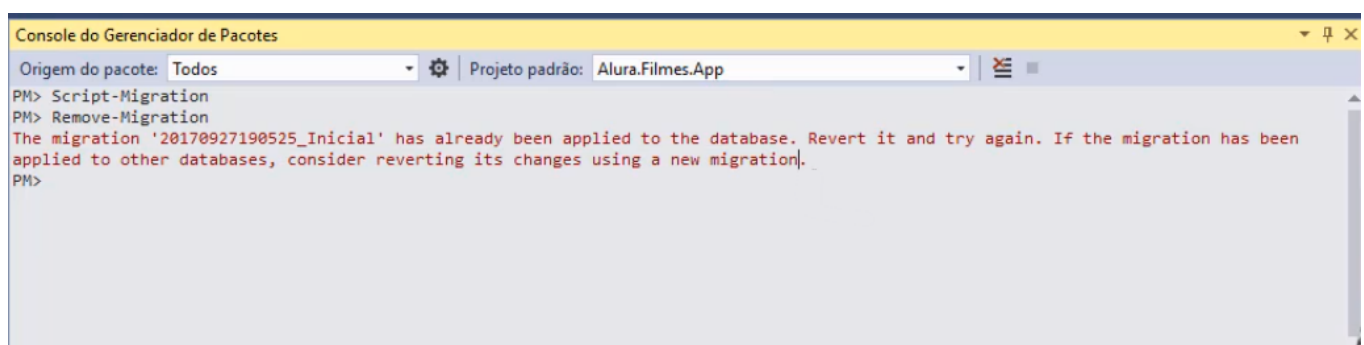 Console do Gerenciador de Pacotes
Origem do pacote: Todos Projeto padrão: Alura.Filmes.App
PM> Script-Migration
PM> Remove-Migration
The migration '20170927190525_Inicial' has already been applied to the database. Revert it and try again. If the migration has been
applied to other databases, consider reverting its changes using a new migration.
PM>